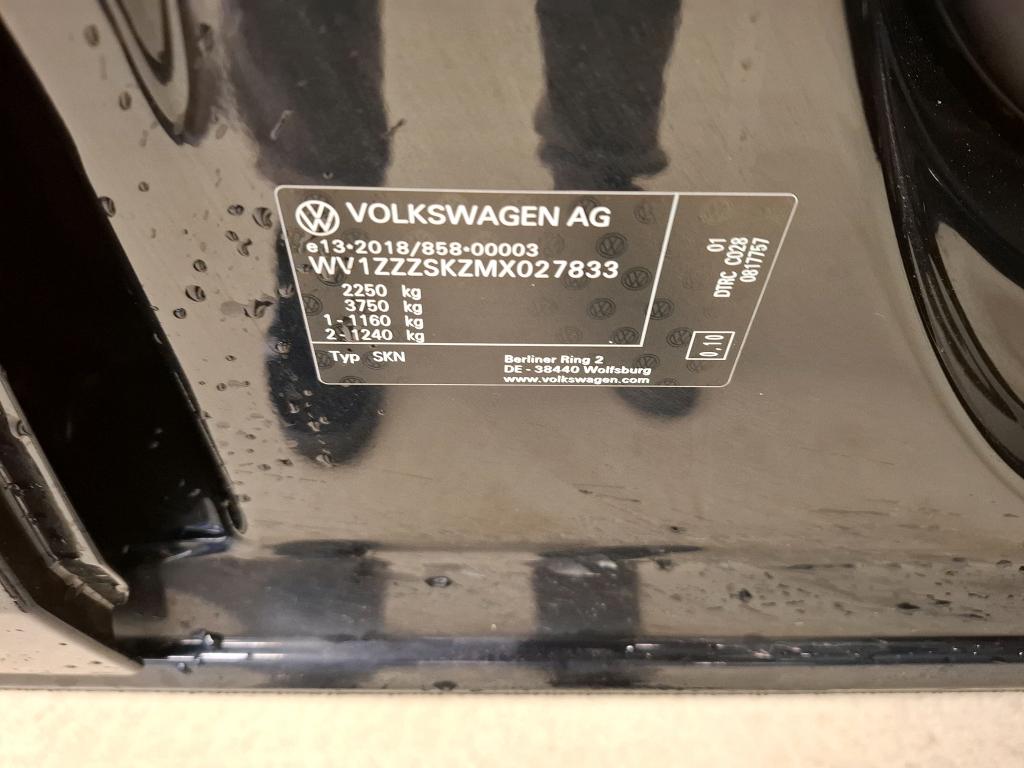 VOLKSWAGEN AG
e13*2018/858*00003
WV1ZZZSKZMX027833
2250 kg
3750 kg
1 - 1160 kg
2 - 1240 kg
Typ SKN
Berliner Ring 2
DE - 38440 Wolfsburg
www.volkswagen.com
01
DTRC C028
0817757
0,10